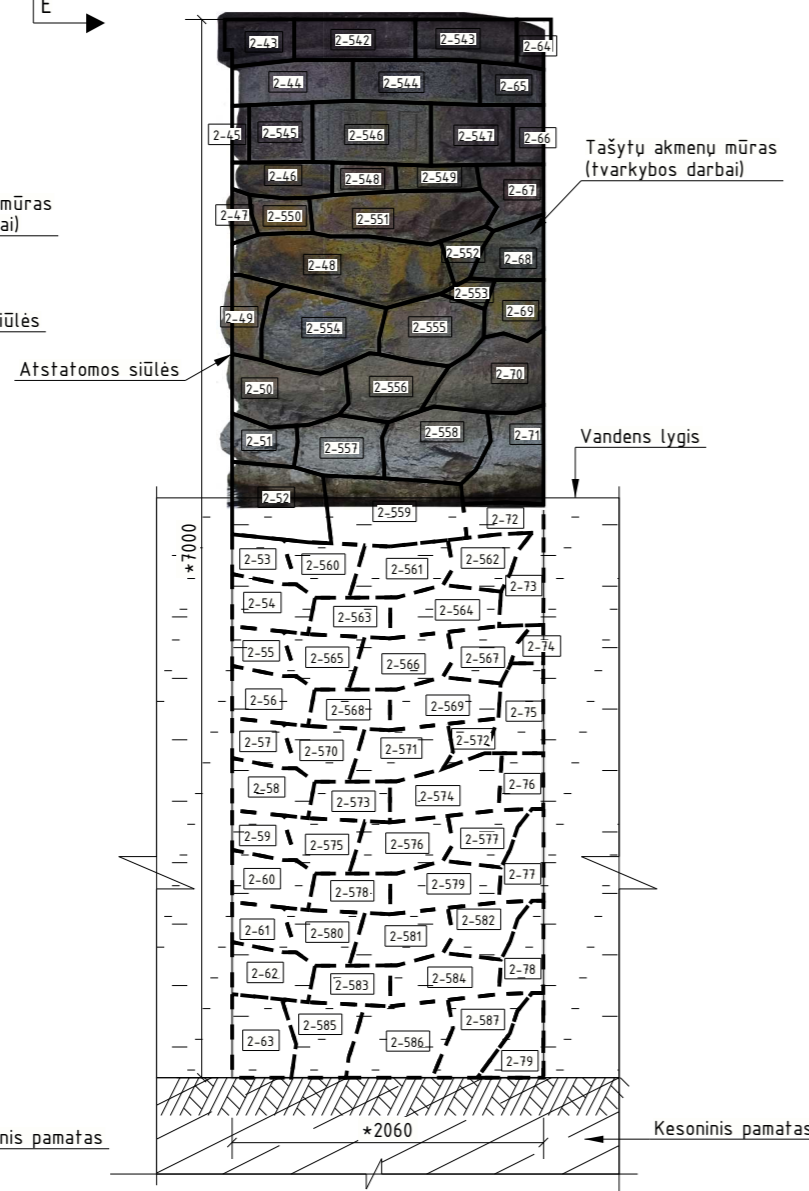 E
2-43 2-542 2-543 2-64
2-44 2-544 2-65
2-45 2-545 2-546 2-547 2-66
Tašytų akmenų mūras
(tvarkybos darbai)
2-46 2-548 2-549 2-67
mūras
ai)
2-47 2-550 2-551
2-48 2-552 2-68
2-553
2-49 2-554 2-555 2-69
iūlės
Atstatomos siūlės
2-50 2-556 2-70
2-51 2-557 2-558 2-71
Vandens lygis
2-52 2-559 2-72
*7000
2-53 2-560 2-561 2-562
2-73
2-54 2-563 2-564
2-55 2-565 2-566 2-567 2-74
2-56 2-568 2-569 2-75
2-57 2-570 2-571 2-572
2-58 2-573 2-574 2-76
2-59 2-575 2-576 2-577
2-60 2-578 2-579 2-77
2-61 2-580 2-581 2-582
2-62 2-583 2-584 2-78
2-63 2-585 2-586 2-587
2-79
nis pamatas
*2060
Kesoninis pamatas